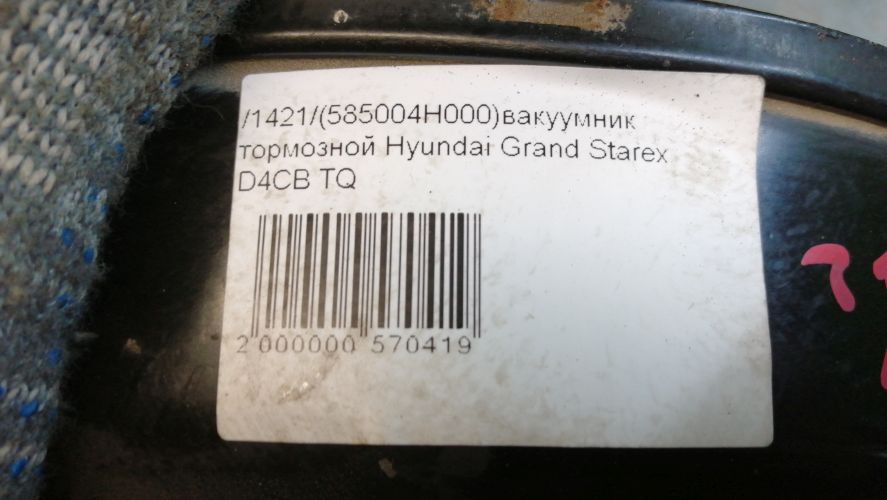 /1421/(585004H000)вакуумник
тормозной Hyundai Grand Starex
D4CB TQ
2 000000 570419